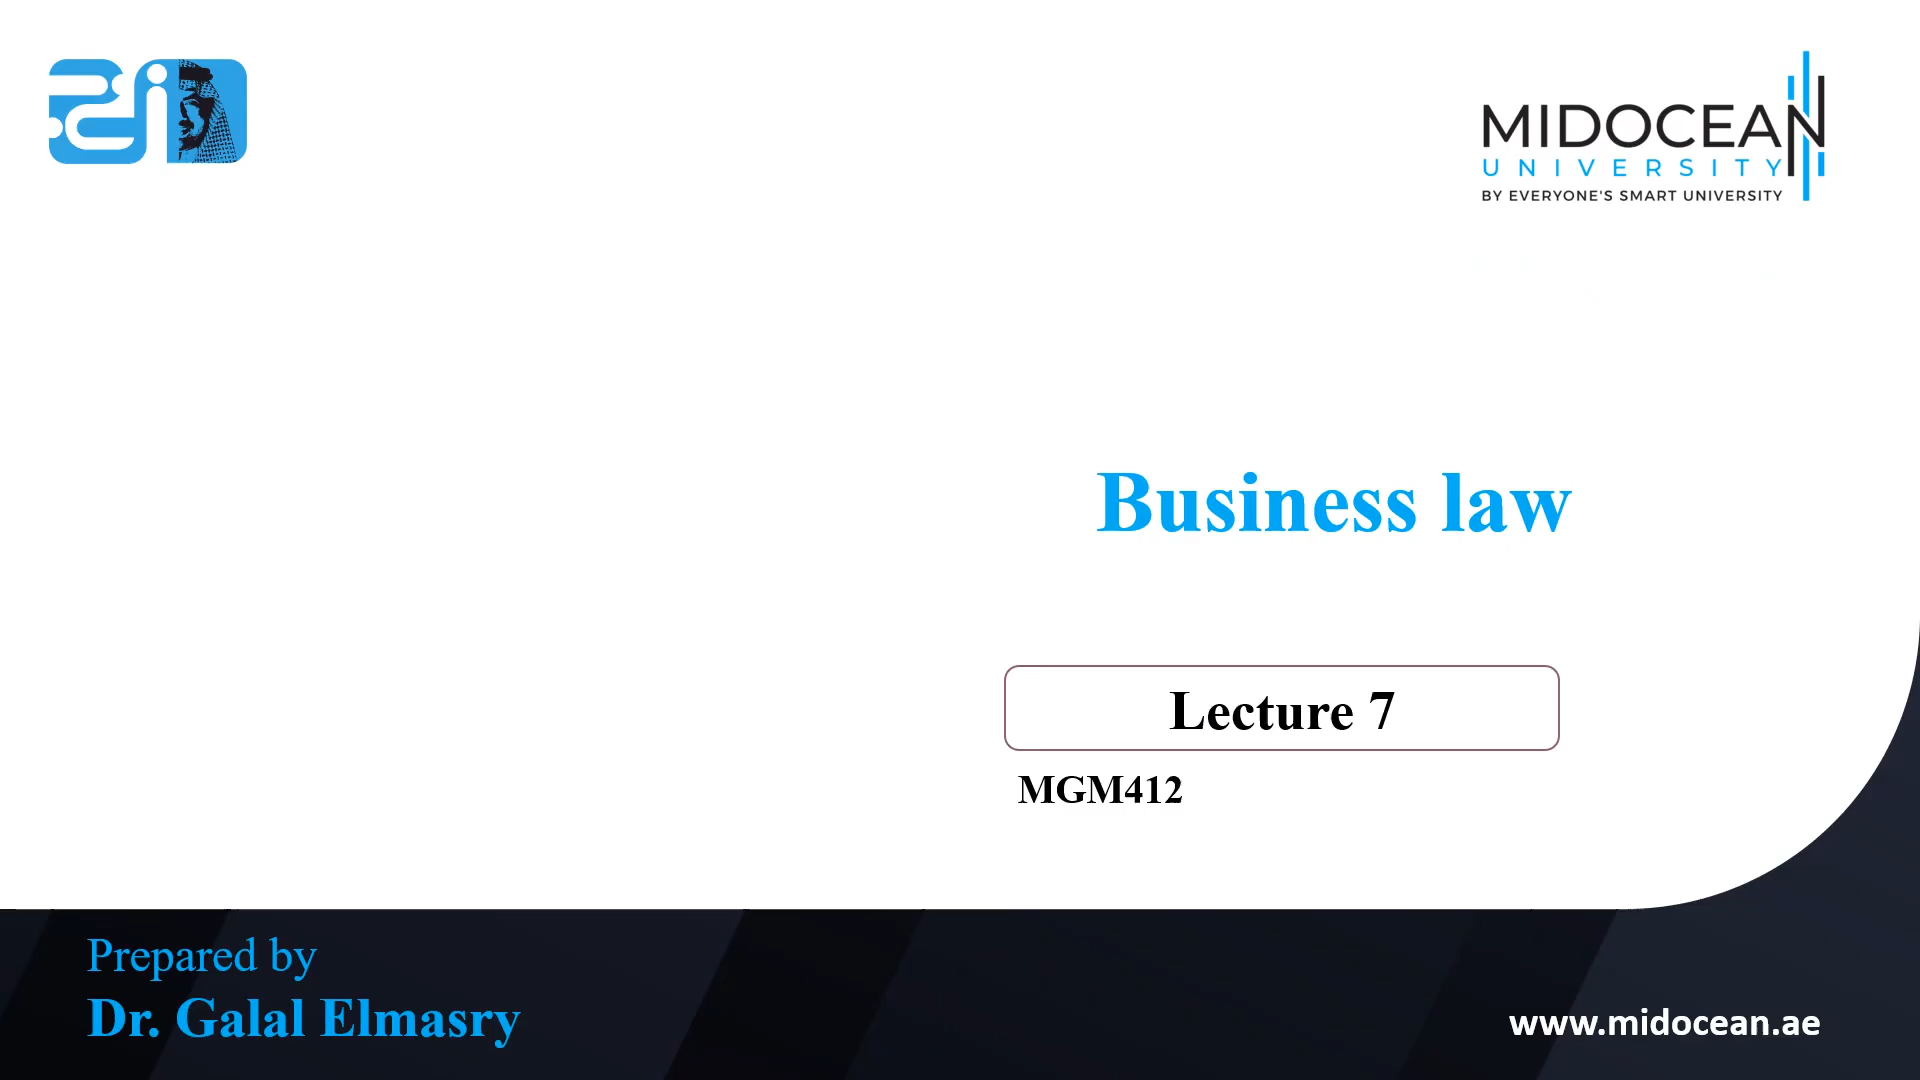 MIDOCEAN
UNIVERSITY
BY EVERYONE'S SMART UNIVERSITY
Business law
Lecture 7
MGM412
Prepared by
Dr. Galal Elmasry
www.midocean.ae